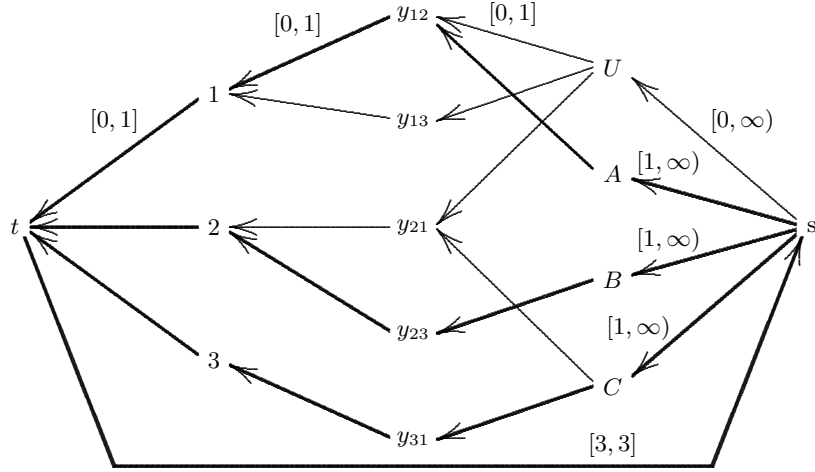 y₁₂
[0, 1]
[0, 1]
U
[0, 1]
1
y₁₃
[0, ∞)
A
[1, ∞)
t
2
y₂₁
s
[1, ∞)
B
[1, ∞)
y₂₃
3
C
y₃₁
[3, 3]